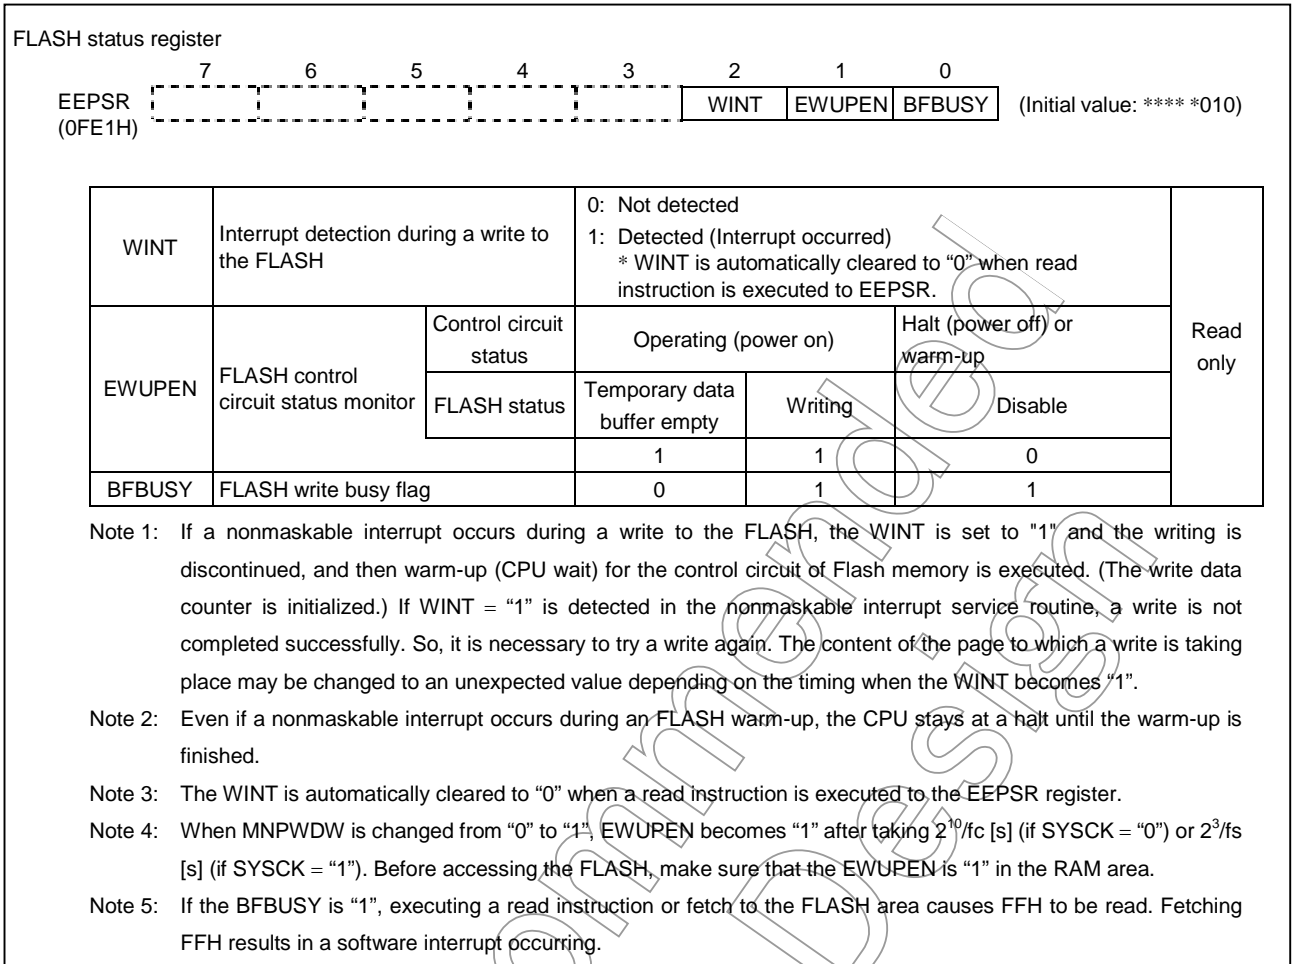 FLASH status register
7 6 5 4 3 2 1 0
EEPSR WINT EWUPEN BFBUSY (Initial value: **** *010)
(0FE1H)
WINT Interrupt detection during a write to the FLASH
0: Not detected
1: Detected (Interrupt occurred)
* WINT is automatically cleared to “0” when read
instruction is executed to EEPSR.
Read only
EWUPEN FLASH control circuit status monitor
Control circuit status Operating (power on) Halt (power off) or warm-up
FLASH status Temporary data buffer empty Writing Disable
1 1 0
BFBUSY FLASH write busy flag 0 1 1
Note 1: If a nonmaskable interrupt occurs during a write to the FLASH, the WINT is set to "1" and the writing is
discontinued, and then warm-up (CPU wait) for the control circuit of Flash memory is executed. (The write data
counter is initialized.) If WINT = “1” is detected in the nonmaskable interrupt service routine, a write is not
completed successfully. So, it is necessary to try a write again. The content of the page to which a write is taking
place may be changed to an unexpected value depending on the timing when the WINT becomes “1”.
Note 2: Even if a nonmaskable interrupt occurs during an FLASH warm-up, the CPU stays at a halt until the warm-up is
finished.
Note 3: The WINT is automatically cleared to “0” when a read instruction is executed to the EEPSR register.
Note 4: When MNPWDW is changed from “0” to “1”, EWUPEN becomes “1” after taking 2¹⁰/fc [s] (if SYSCK = “0”) or 2³/fs
[s] (if SYSCK = “1”). Before accessing the FLASH, make sure that the EWUPEN is “1” in the RAM area.
Note 5: If the BFBUSY is “1”, executing a read instruction or fetch to the FLASH area causes FFH to be read. Fetching
FFH results in a software interrupt occurring.
ommended
Design